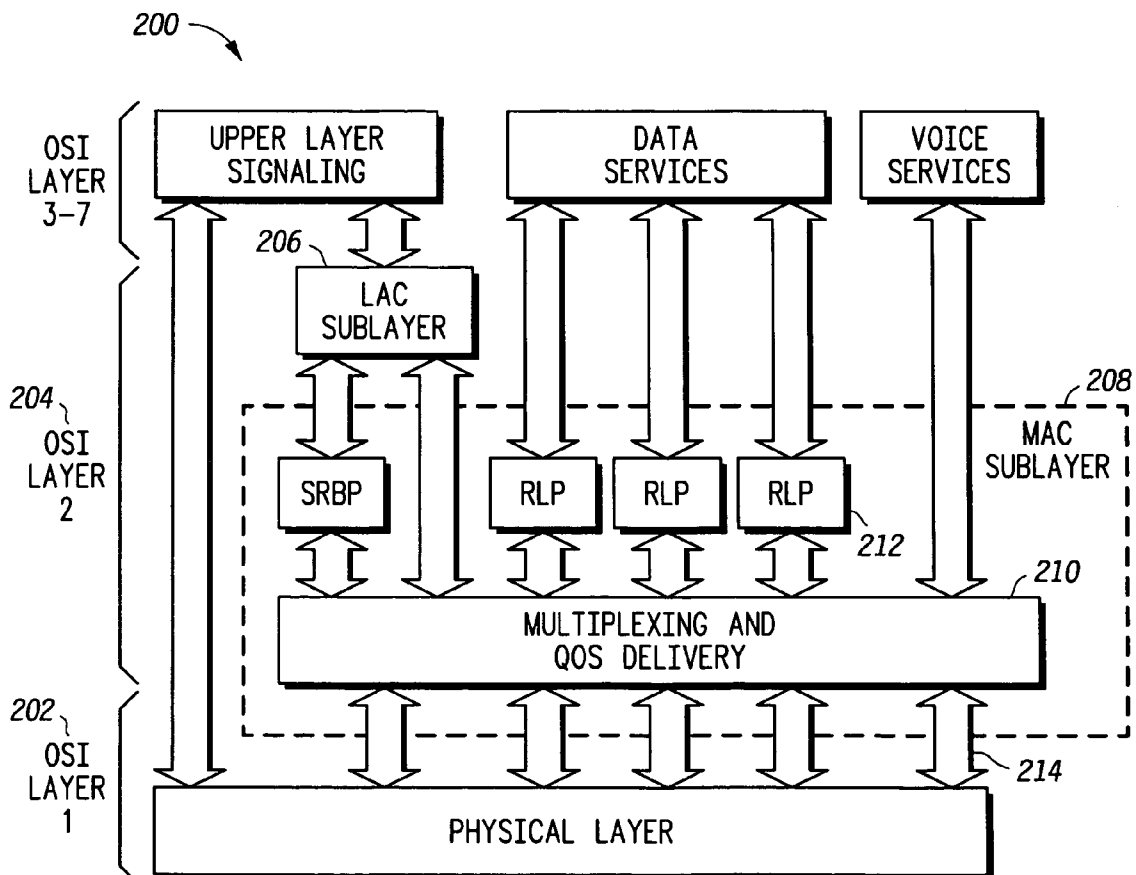 200
OSI
LAYER
3-7
UPPER LAYER
SIGNALING
DATA
SERVICES
VOICE
SERVICES
206
LAC
SUBLAYER
204
OSI
LAYER
2
208
MAC
SUBLAYER
SRBP
RLP
RLP
RLP
212
210
MULTIPLEXING AND
QOS DELIVERY
202
OSI
LAYER
1
214
PHYSICAL LAYER